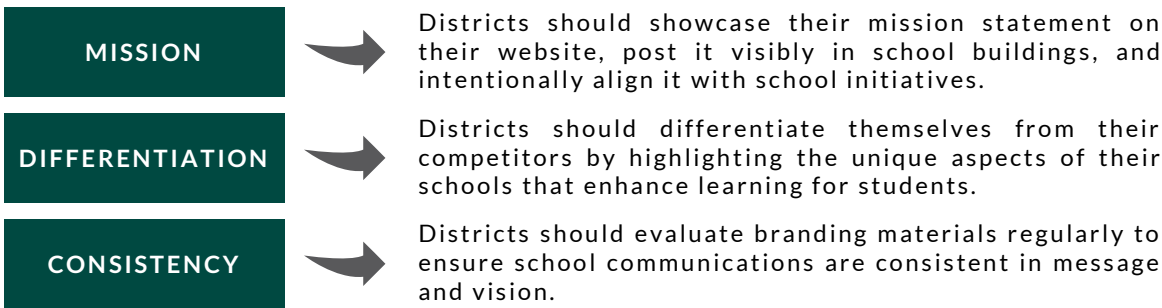 MISSION
Districts should showcase their mission statement on
their website, post it visibly in school buildings, and
intentionally align it with school initiatives.
DIFFERENTIATION
Districts should differentiate themselves from their
competitors by highlighting the unique aspects of their
schools that enhance learning for students.
CONSISTENCY
Districts should evaluate branding materials regularly to
ensure school communications are consistent in message
and vision.